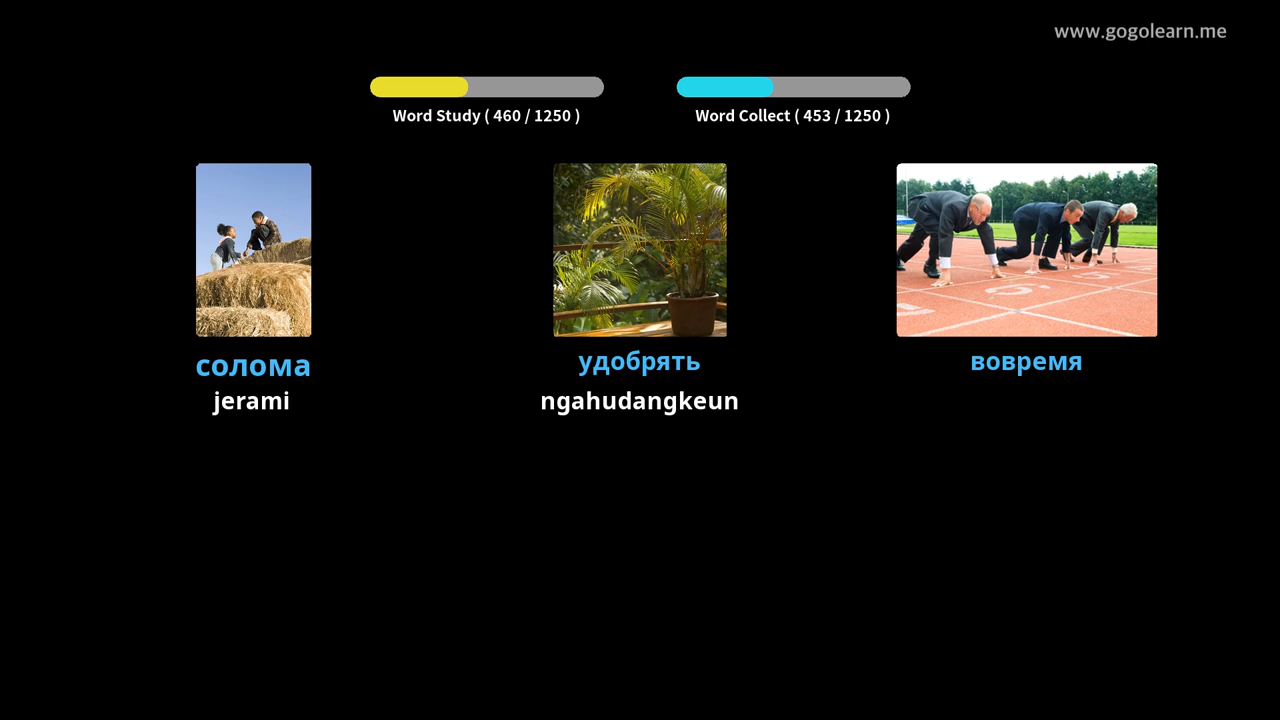 www.gogolearn.me
Word Study ( 460 / 1250 )
Word Collect ( 453 / 1250 )
солома
jerami
удобрять
ngahudangkeun
вовремя